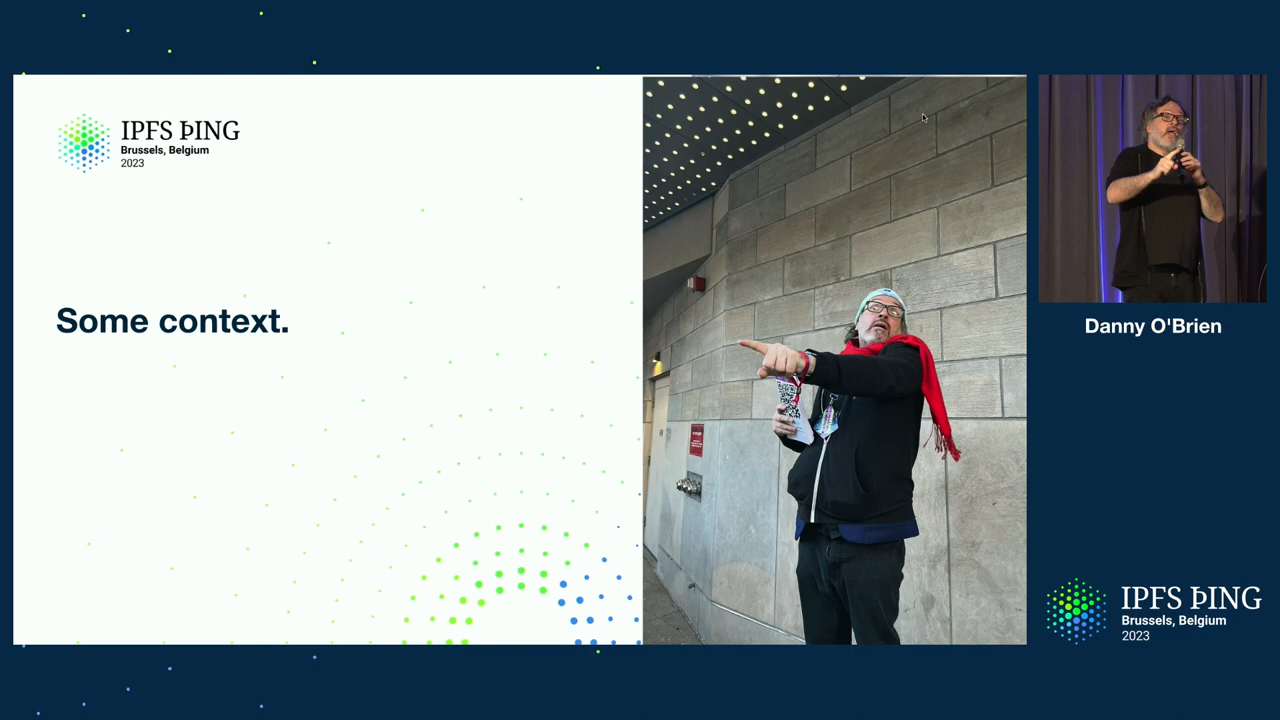 IPFS ÞING
Brussels, Belgium
2023
Some context.
Danny O'Brien
IPFS ÞING
Brussels, Belgium
2023